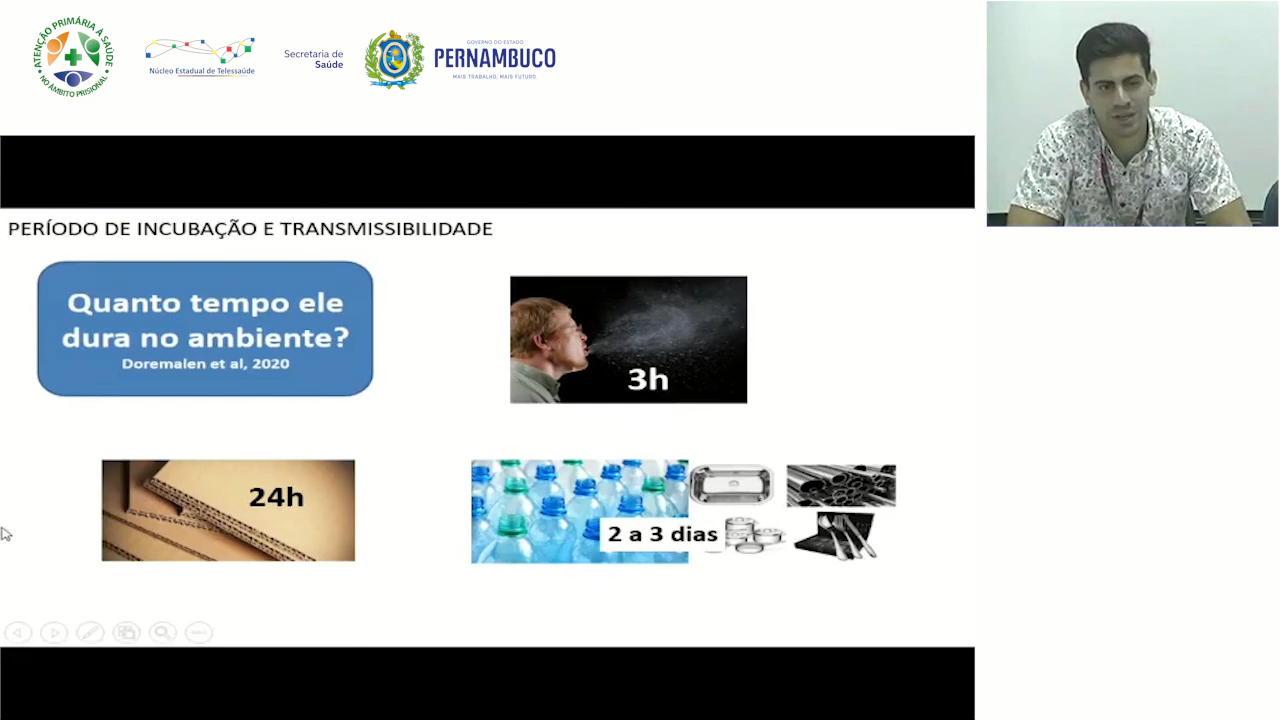 ATENÇÃO PRIMÁRIA À SAÚDE
NO ÂMBITO PRISIONAL
Núcleo Estadual de Telessaúde
Secretaria de
Saúde
GOVERNO DO ESTADO
PERNAMBUCO
MAIS TRABALHO, MAIS FUTURO.
PERÍODO DE INCUBAÇÃO E TRANSMISSIBILIDADE
Quanto tempo ele
dura no ambiente?
Doremalen et al, 2020
3h
24h
2 a 3 dias